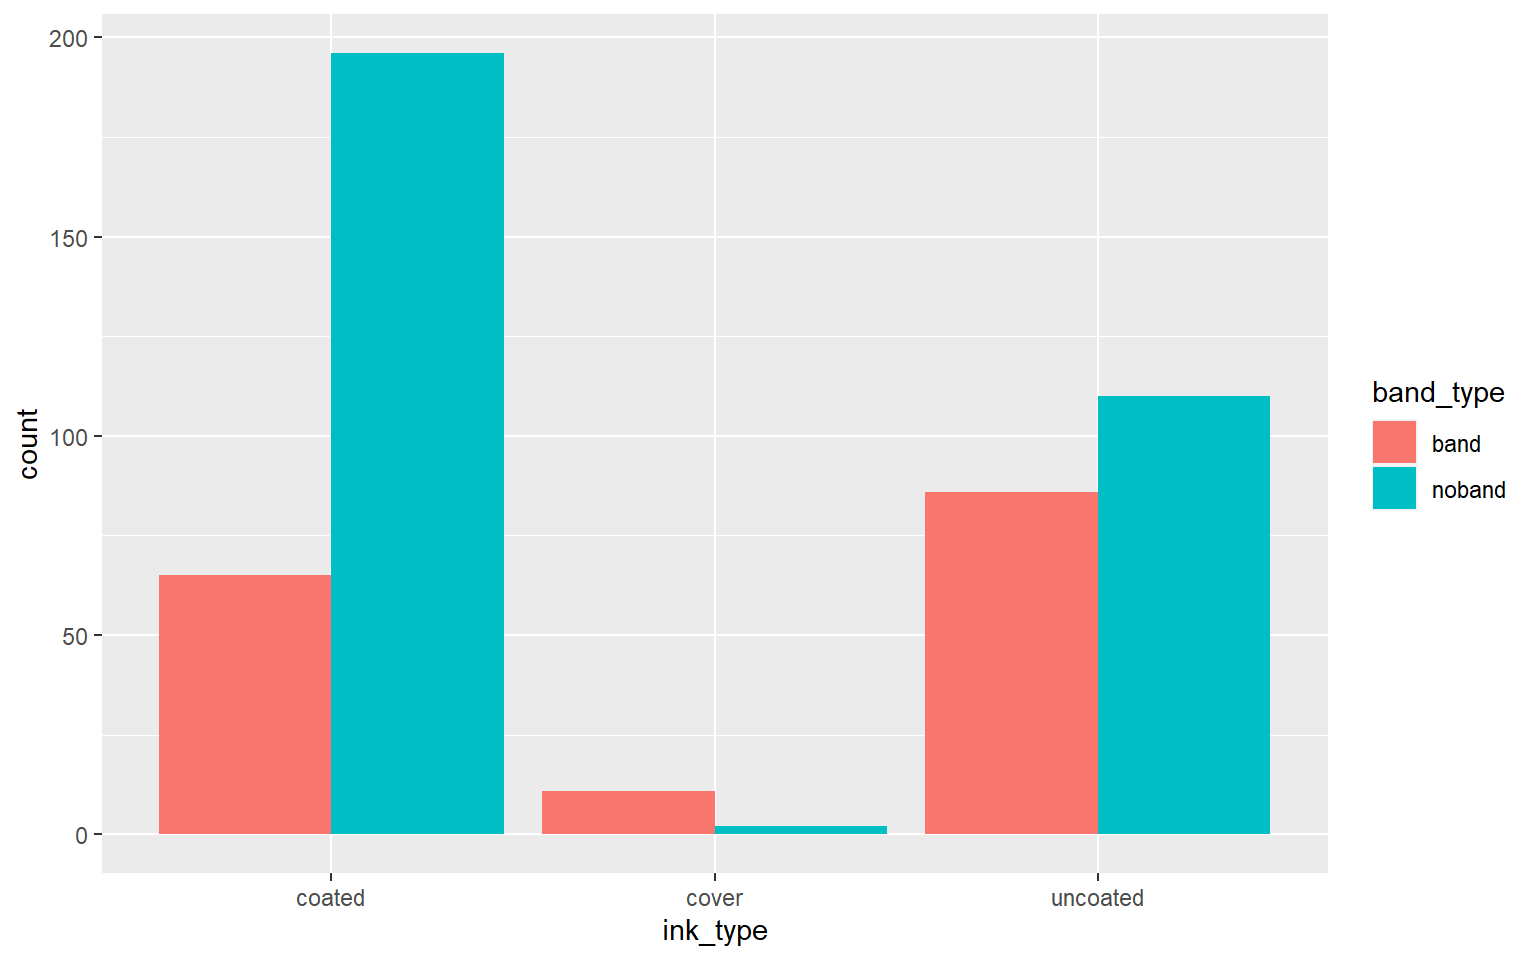 200
150
100
50
0
count
coated
cover
uncoated
ink_type
band_type
band
noband